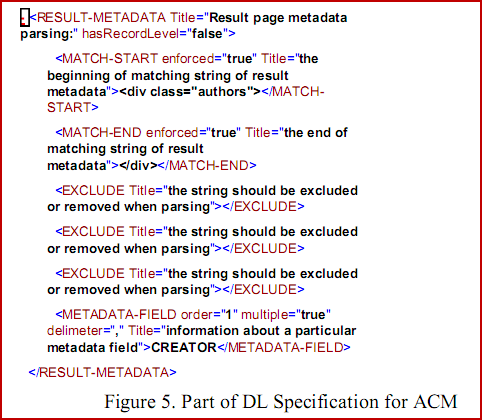 - <RESULT-METADATA Title="Result page metadata
parsing:" hasRecordLevel="false">
<MATCH-START enforced="true" Title="the
beginning of matching string of result
metadata"><div class="authors"></MATCH-
START>
<MATCH-END enforced="true" Title="the end of
matching string of result
metadata"></div></MATCH-END>
<EXCLUDE Title="the string should be excluded
or removed when parsing"></EXCLUDE>
<EXCLUDE Title="the string should be excluded
or removed when parsing"></EXCLUDE>
<EXCLUDE Title="the string should be excluded
or removed when parsing"></EXCLUDE>
<METADATA-FIELD order="1" multiple="true"
delimeter="," Title="information about a particular
metadata field">CREATOR</METADATA-FIELD>
</RESULT-METADATA>
Figure 5. Part of DL Specification for ACM